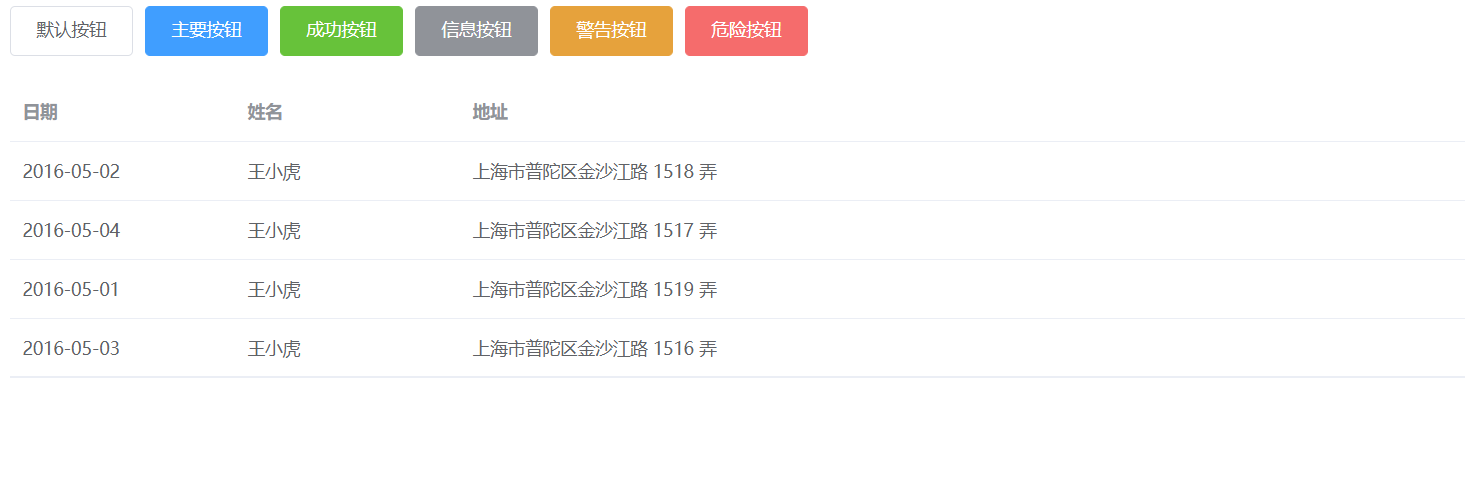 默认按钮 主要按钮 成功按钮 信息按钮 警告按钮 危险按钮
日期 姓名 地址
2016-05-02 王小虎 上海市普陀区金沙江路 1518 弄
2016-05-04 王小虎 上海市普陀区金沙江路 1517 弄
2016-05-01 王小虎 上海市普陀区金沙江路 1519 弄
2016-05-03 王小虎 上海市普陀区金沙江路 1516 弄